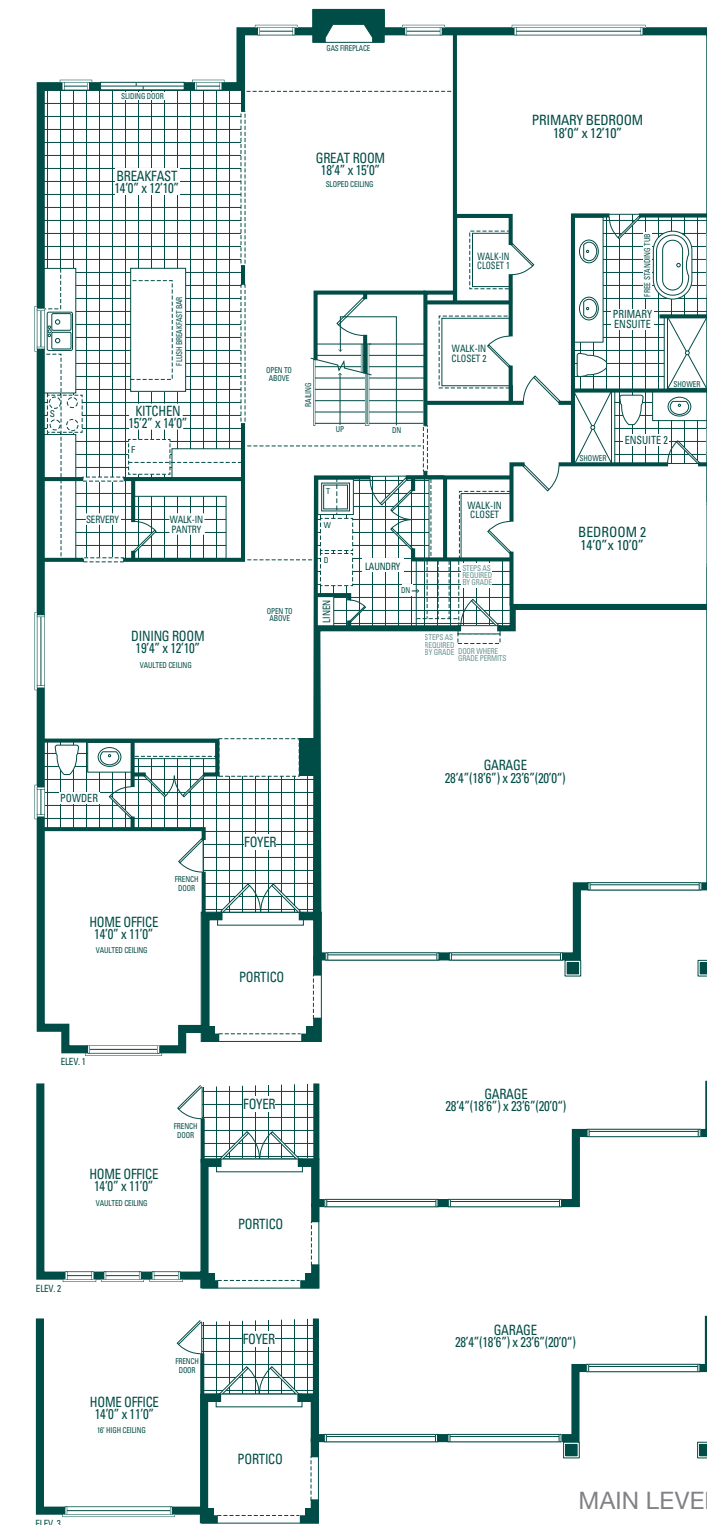 GAS FIREPLACE
SLIDING DOOR
PRIMARY BEDROOM
18'0" x 12'10"
GREAT ROOM
18'4" x 15'0"
SLOPED CEILING
BREAKFAST
14'0" x 12'10"
WALK-IN
CLOSET 1
FREE STANDING TUB
PRIMARY
ENSUITE
FLUSH BREAKFAST BAR
WALK-IN
CLOSET 2
OPEN TO
ABOVE
RAILING
SHOWER
KITCHEN
15'2" x 14'0"
S
UP
DN
ENSUITE 2
F
SHOWER
T
WALK-IN
CLOSET
SERVERY
WALK-IN
PANTRY
W
BEDROOM 2
14'0" x 10'0"
D
LAUNDRY
STEPS AS
REQUIRED
BY GRADE
DN
LINEN
OPEN TO
ABOVE
DINING ROOM
19'4" x 12'10"
VAULTED CEILING
STEPS AS
REQUIRED
BY GRADE
DOOR WHERE
GRADE PERMITS
GARAGE
28'4"(18'6") x 23'6"(20'0")
POWDER
FOYER
FRENCH
DOOR
HOME OFFICE
14'0" x 11'0"
VAULTED CEILING
PORTICO
ELEV. 1
FOYER
GARAGE
28'4"(18'6") x 23'6"(20'0")
FRENCH
DOOR
HOME OFFICE
14'0" x 11'0"
VAULTED CEILING
PORTICO
ELEV. 2
FOYER
GARAGE
28'4"(18'6") x 23'6"(20'0")
FRENCH
DOOR
HOME OFFICE
14'0" x 11'0"
16' HIGH CEILING
PORTICO
MAIN LEVEL
ELEV. 3